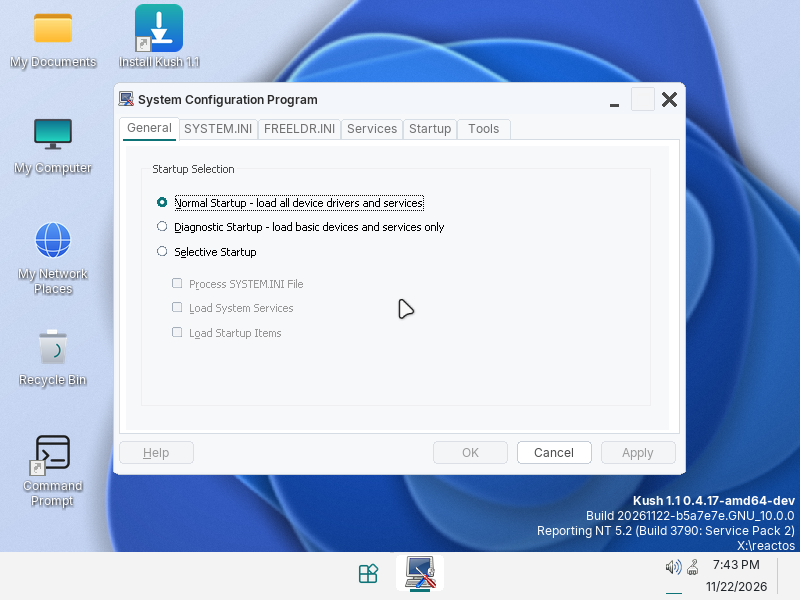 My Documents
Install Kush 1.1
My Computer
My Network
Places
Recycle Bin
Command
Prompt
System Configuration Program
General
SYSTEM.INI
FREELDR.INI
Services
Startup
Tools
Startup Selection
Normal Startup - load all device drivers and services
Diagnostic Startup - load basic devices and services only
Selective Startup
Process SYSTEM.INI File
Load System Services
Load Startup Items
Help
OK
Cancel
Apply
Kush 1.1 0.4.17-amd64-dev
Build 20261122-b5a7e7e.GNU_10.0.0
Reporting NT 5.2 (Build 3790: Service Pack 2)
X:\reactos
7:43 PM
11/22/2026